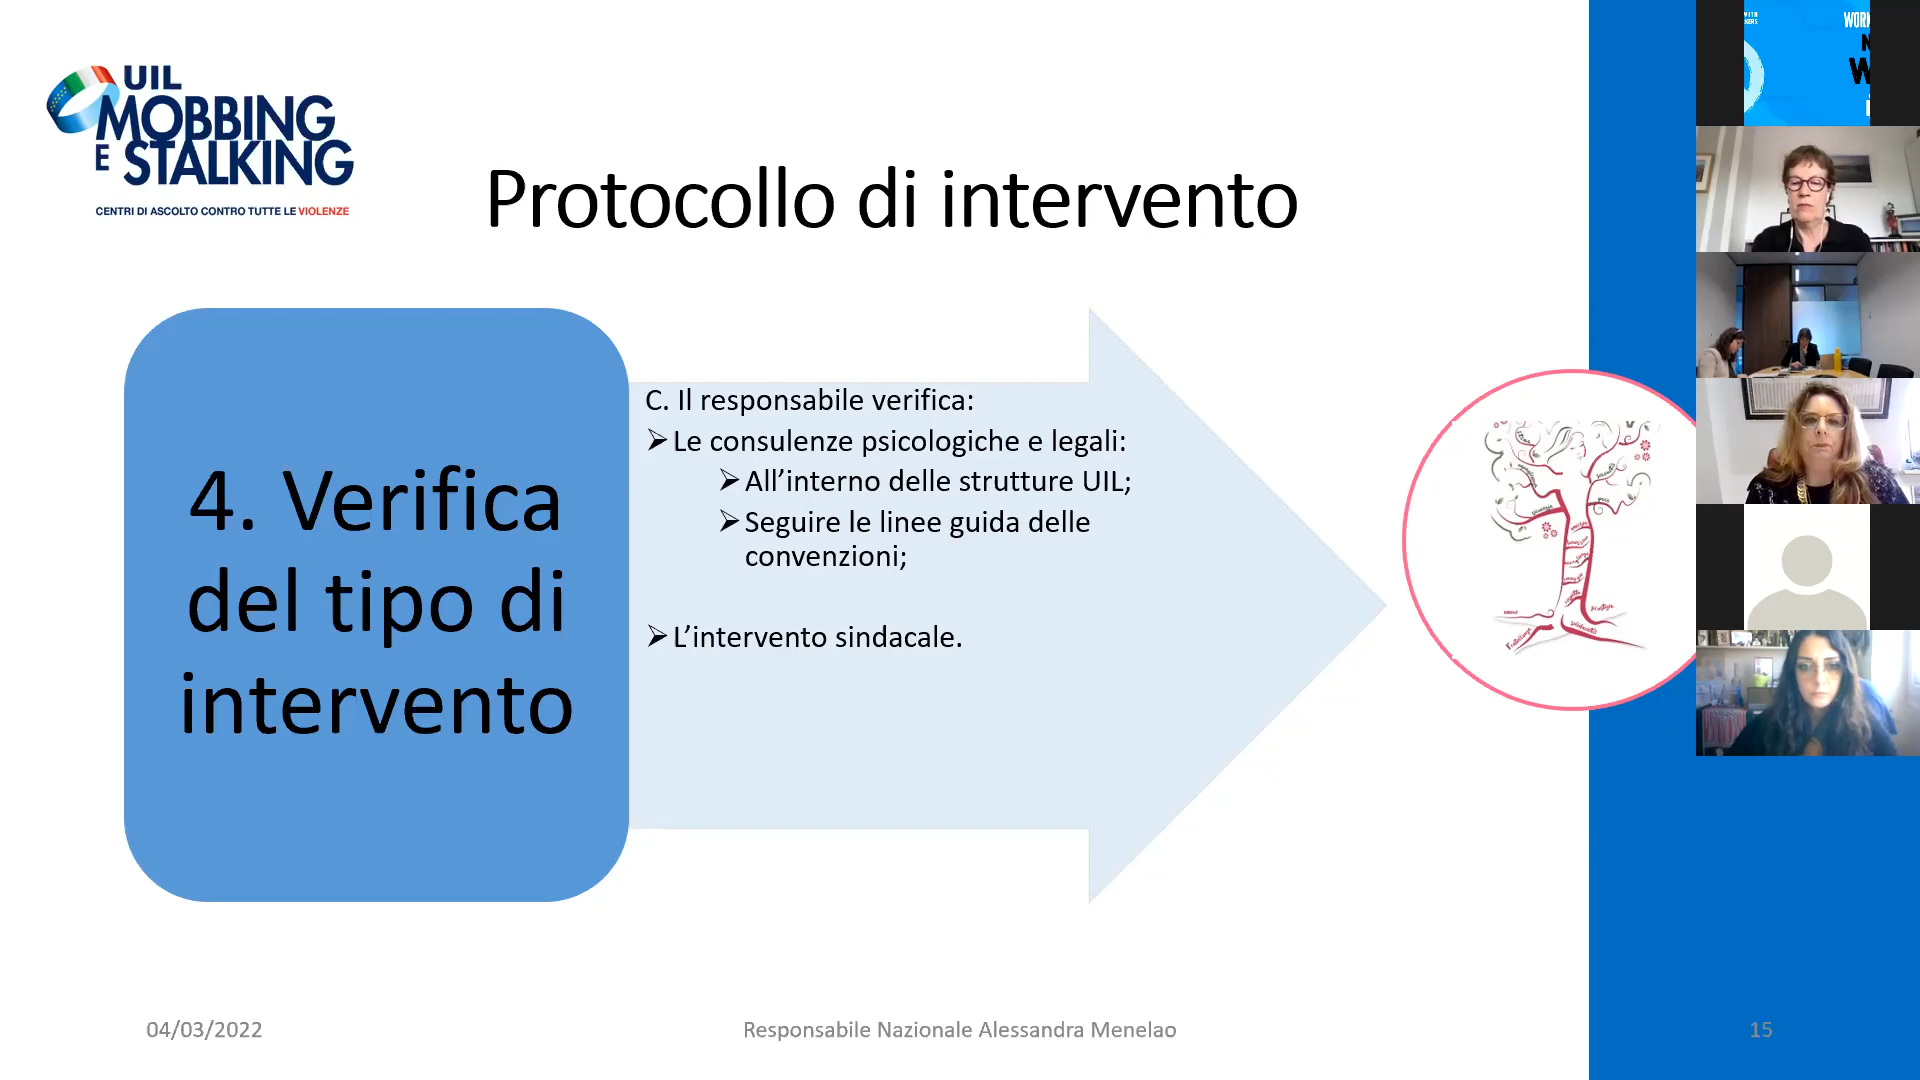 UIL
MOBBING
E STALKING
CENTRI DI ASCOLTO CONTRO TUTTE LE VIOLENZE
Protocollo di intervento
4. Verifica
del tipo di
intervento
C. Il responsabile verifica:
Le consulenze psicologiche e legali:
All’interno delle strutture UIL;
Seguire le linee guida delle
convenzioni;
L’intervento sindacale.
04/03/2022
Responsabile Nazionale Alessandra Menelao
15